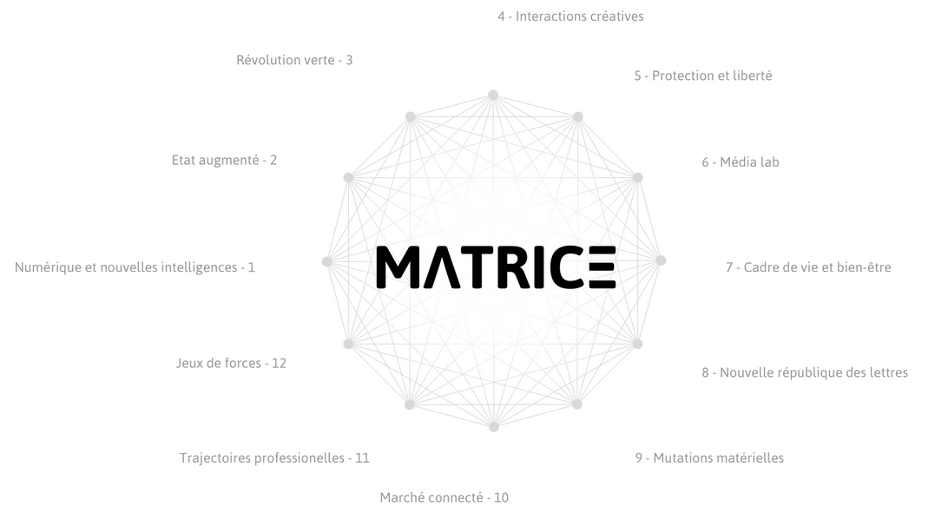 4 - Interactions créatives
Révolution verte - 3
5 - Protection et liberté
Etat augmenté - 2
6 - Média lab
MATRICE
Numérique et nouvelles intelligences - 1
7 - Cadre de vie et bien-être
Jeux de forces - 12
8 - Nouvelle république des lettres
Trajectoires professionelles - 11
9 - Mutations matérielles
Marché connecté - 10